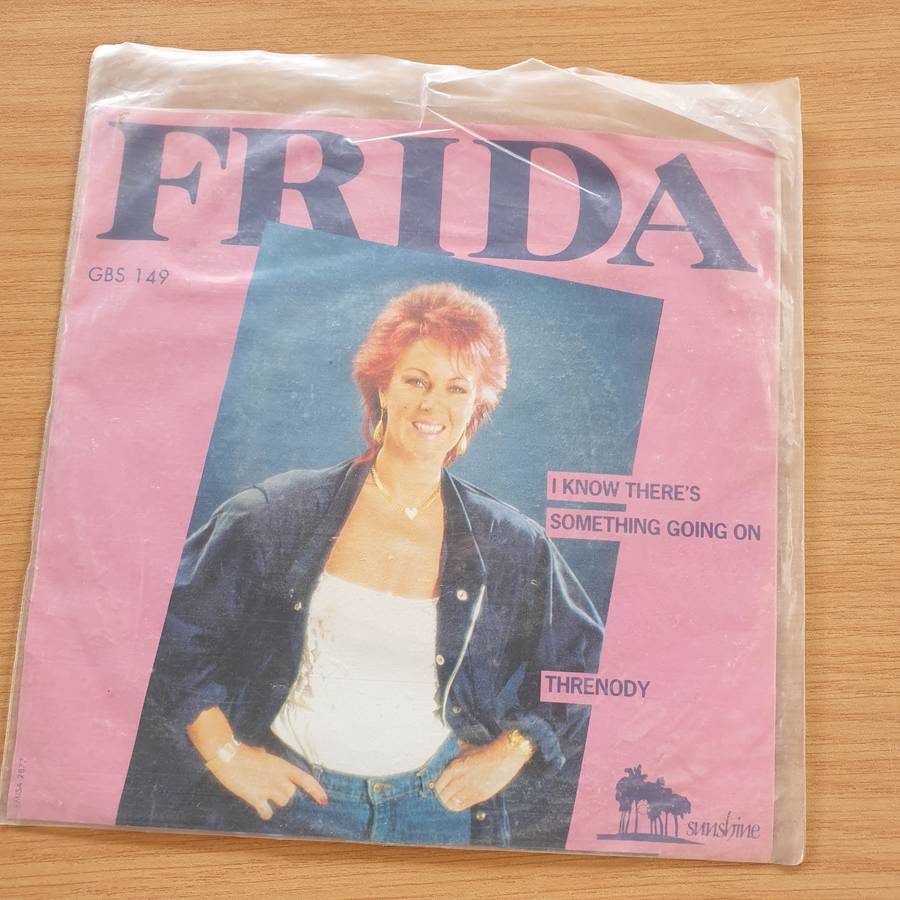 FRIDA
GBS 149
I KNOW THERE'S
SOMETHING GOING ON
THRENODY
sunshine